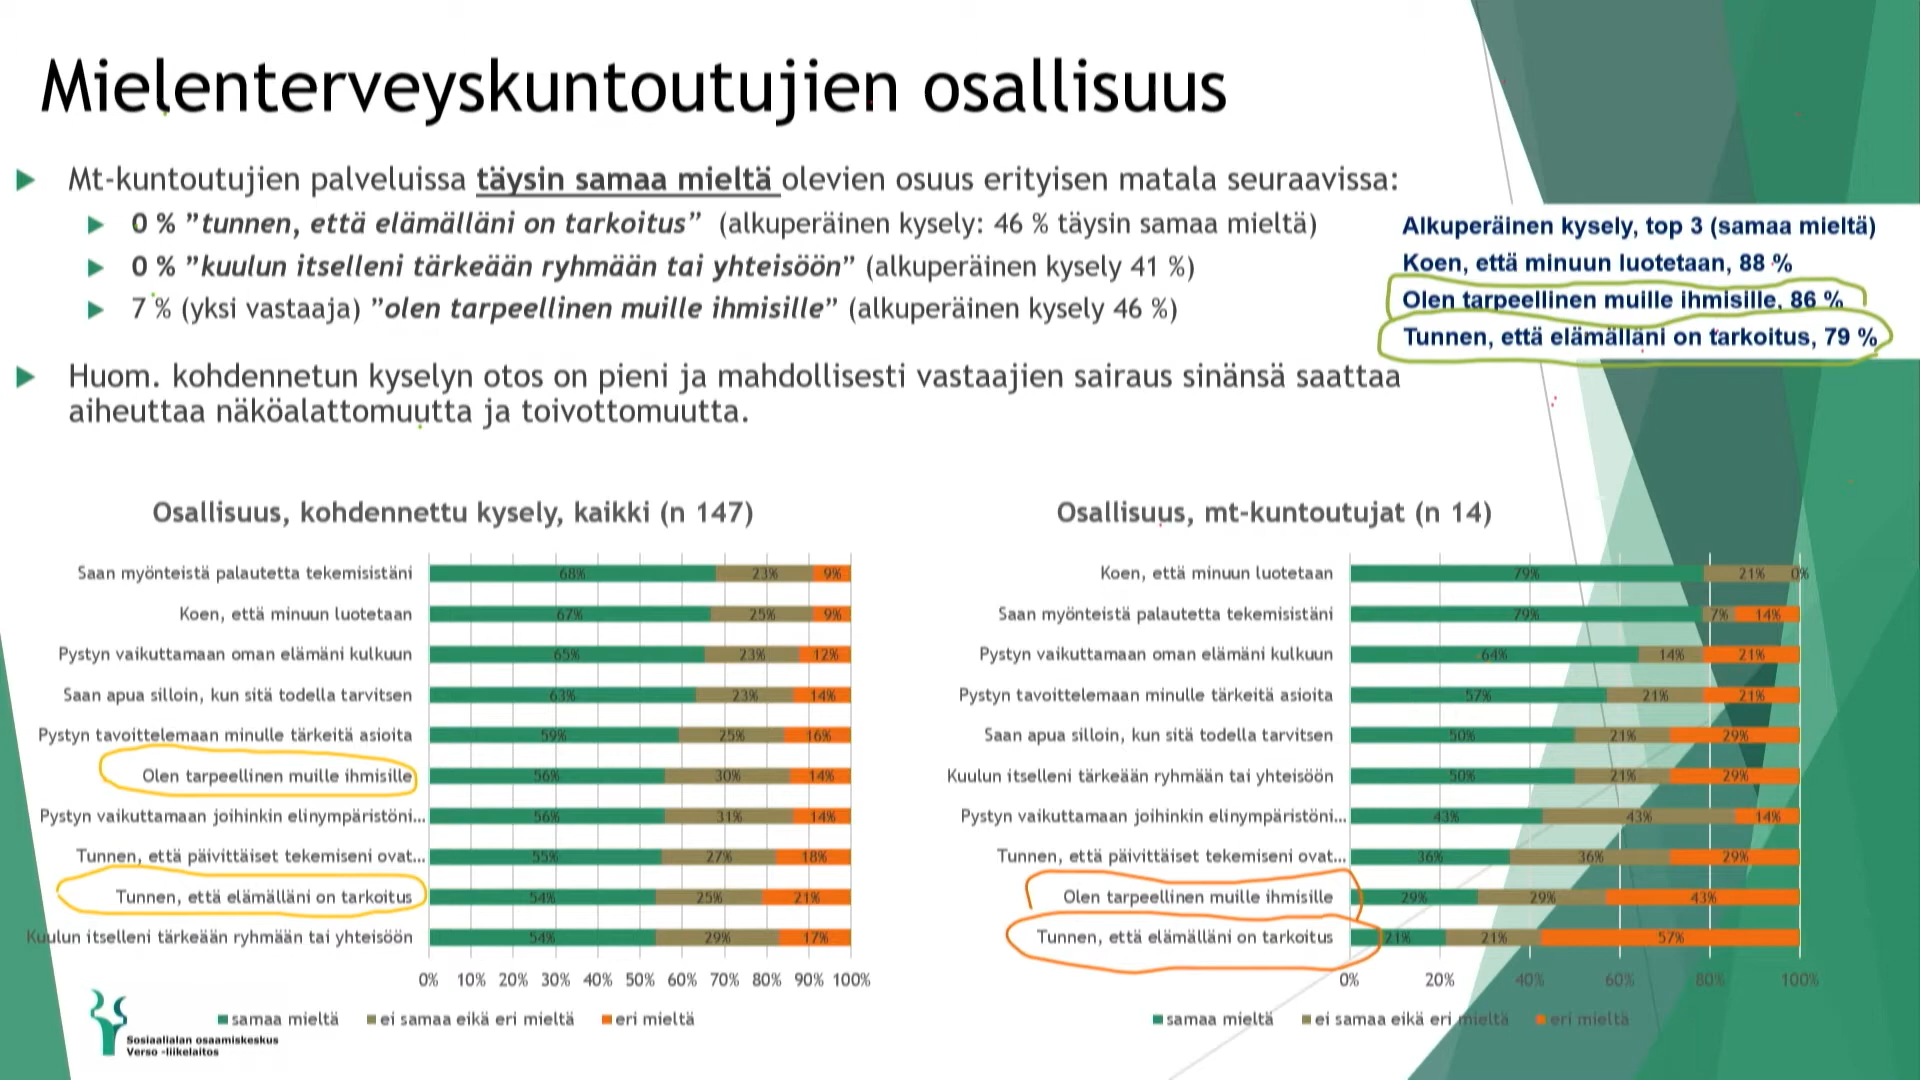 Mielenterveyskuntoutujien osallisuus
Mt-kuntoutujien palveluissa täysin samaa mieltä olevien osuus erityisen matala seuraavissa:
0 % ”tunnen, että elämälläni on tarkoitus” (alkuperäinen kysely: 46 % täysin samaa mieltä)
0 % ”kuulun itselleni tärkeään ryhmään tai yhteisöön” (alkuperäinen kysely 41 %)
7 % (yksi vastaaja) ”olen tarpeellinen muille ihmisille” (alkuperäinen kysely 46 %)
Huom. kohdennetun kyselyn otos on pieni ja mahdollisesti vastaajien sairaus sinänsä saattaa
aiheuttaa näköalattomuutta ja toivottomuutta.
Alkuperäinen kysely, top 3 (samaa mieltä)
Koen, että minuun luotetaan, 88 %
Olen tarpeellinen muille ihmisille, 86 %
Tunnen, että elämälläni on tarkoitus, 79 %
Osallisuus, kohdennettu kysely, kaikki (n 147)
Saan myönteistä palautetta tekemisistäni 68% 23% 9%
Koen, että minuun luotetaan 67% 25% 9%
Pystyn vaikuttamaan oman elämäni kulkuun 65% 23% 12%
Saan apua silloin, kun sitä todella tarvitsen 63% 23% 14%
Pystyn tavoittelemaan minulle tärkeitä asioita 59% 25% 16%
Olen tarpeellinen muille ihmisille 56% 30% 14%
Pystyn vaikuttamaan joihinkin elinympäristöni... 56% 31% 14%
Tunnen, että päivittäiset tekemiseni ovat... 55% 27% 18%
Tunnen, että elämälläni on tarkoitus 54% 25% 21%
Kuulun itselleni tärkeään ryhmään tai yhteisöön 54% 29% 17%
0% 10% 20% 30% 40% 50% 60% 70% 80% 90% 100%
samaa mieltä ei samaa eikä eri mieltä eri mieltä
Osallisuus, mt-kuntoutujat (n 14)
Koen, että minuun luotetaan 79% 21% 0%
Saan myönteistä palautetta tekemisistäni 79% 7% 14%
Pystyn vaikuttamaan oman elämäni kulkuun 64% 14% 21%
Pystyn tavoittelemaan minulle tärkeitä asioita 57% 21% 21%
Saan apua silloin, kun sitä todella tarvitsen 50% 21% 29%
Kuulun itselleni tärkeään ryhmään tai yhteisöön 50% 21% 29%
Pystyn vaikuttamaan joihinkin elinympäristöni... 43% 43% 14%
Tunnen, että päivittäiset tekemiseni ovat... 36% 36% 29%
Olen tarpeellinen muille ihmisille 29% 29% 43%
Tunnen, että elämälläni on tarkoitus 21% 21% 57%
0% 20% 40% 60% 80% 100%
samaa mieltä ei samaa eikä eri mieltä eri mieltä
Sosiaalialan osaamiskeskus
Verso -liikelaitos